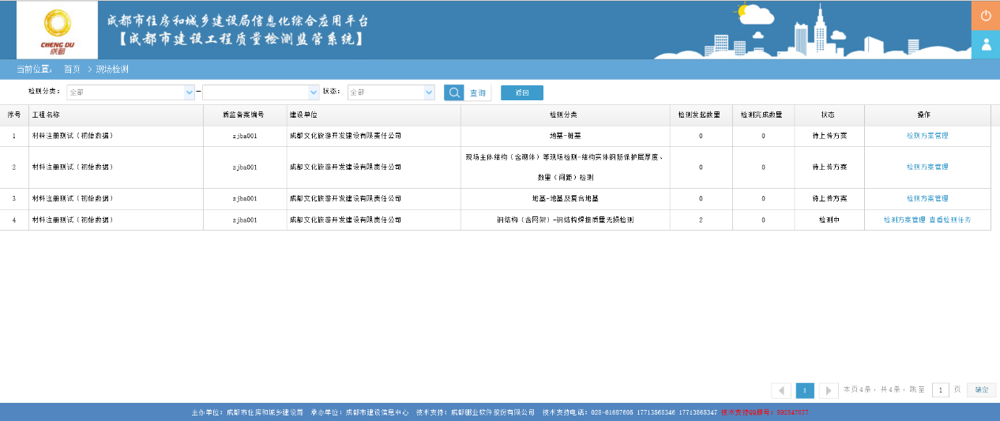 成都市住房和城乡建设局信息化综合应用平台
【成都市建设工程质量检测监管系统】
CHENG DU
成都
当前位置: 首页 > 现场检测
检测分类: 全部 — 状态: 全部 查询 返回
序号 工程名称 质监备案编号 建设单位 检测分类 检测发起数量 检测完成数量 状态 操作
1 材料注册测试(初始数据) zjba001 成都文化旅游开发建设有限责任公司 地基-桩基 0 0 待上传方案 检测方案管理
2 材料注册测试(初始数据) zjba001 成都文化旅游开发建设有限责任公司 现场主体结构(含砌体)等现场检测-结构实体钢筋保护层厚度、
数量(间距)检测 0 0 待上传方案 检测方案管理
3 材料注册测试(初始数据) zjba001 成都文化旅游开发建设有限责任公司 地基-地基及复合地基 0 0 待上传方案 检测方案管理
4 材料注册测试(初始数据) zjba001 成都文化旅游开发建设有限责任公司 钢结构(含网架)-钢结构焊接质量无损检测 2 0 检测中 检测方案管理 查看检测任务
1 本页4条,共4条,跳至 1 页 确定
主办单位: 成都市住房和城乡建设局 承办单位: 成都市建设信息中心 技术支持: 成都鹏业软件股份有限公司 技术支持电话: 028-61687605 17713565346 17713565347 技术支持QQ群号: 892547077